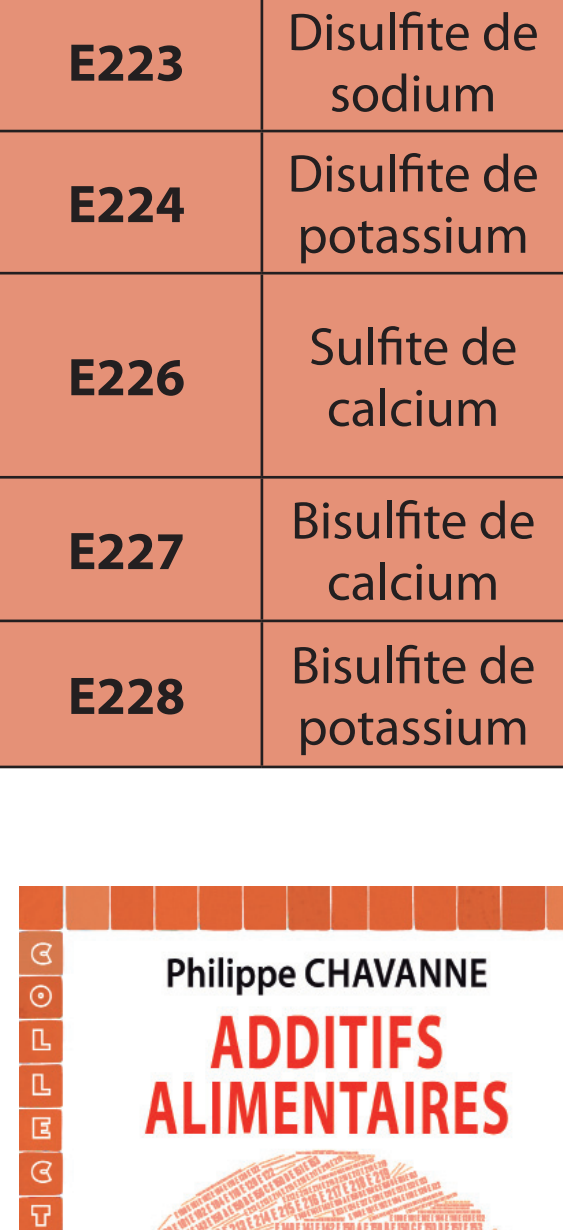 E223
Disulfite de
sodium
E224
Disulfite de
potassium
E226
Sulfite de
calcium
E227
Bisulfite de
calcium
E228
Bisulfite de
potassium
COLLECT
Philippe CHAVANNE
ADDITIFS
ALIMENTAIRES